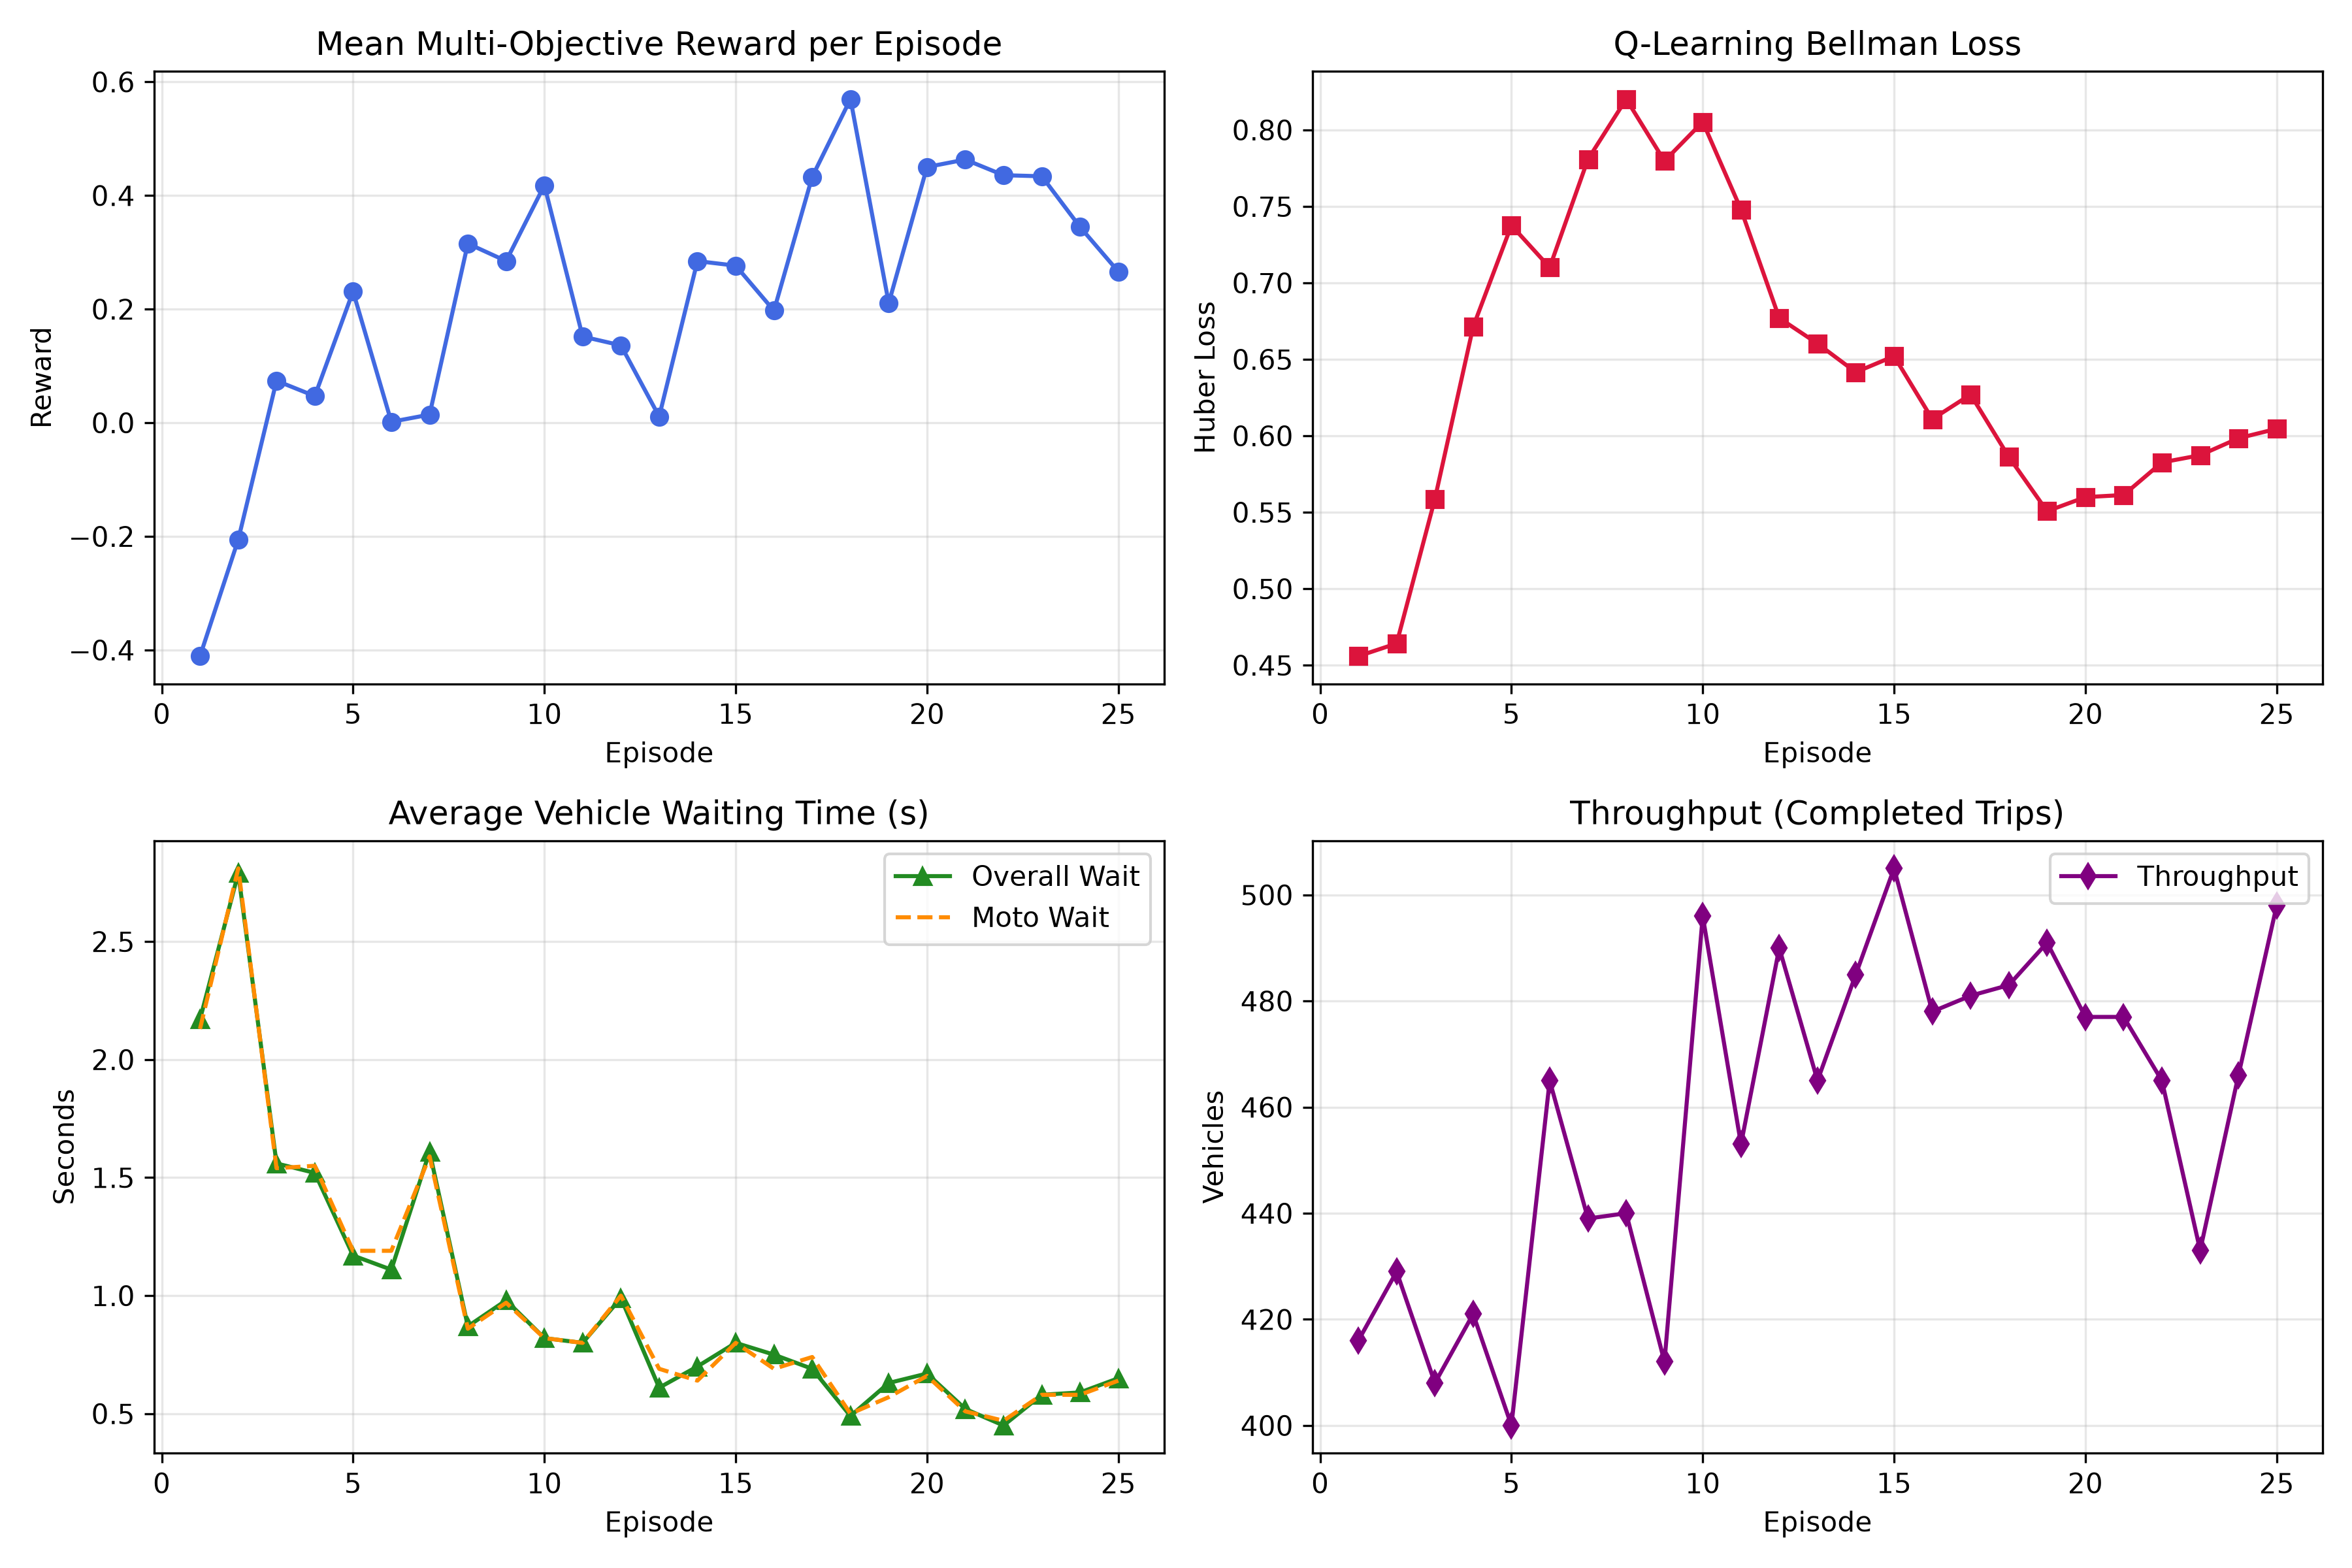 Mean Multi-Objective Reward per Episode
Reward
0.6
0.4
0.2
0.0
−0.2
−0.4
0 5 10 15 20 25
Episode
Q-Learning Bellman Loss
Huber Loss
0.80
0.75
0.70
0.65
0.60
0.55
0.50
0.45
0 5 10 15 20 25
Episode
Average Vehicle Waiting Time (s)
Seconds
2.5
2.0
1.5
1.0
0.5
Overall Wait
Moto Wait
0 5 10 15 20 25
Episode
Throughput (Completed Trips)
Vehicles
500
480
460
440
420
400
Throughput
0 5 10 15 20 25
Episode